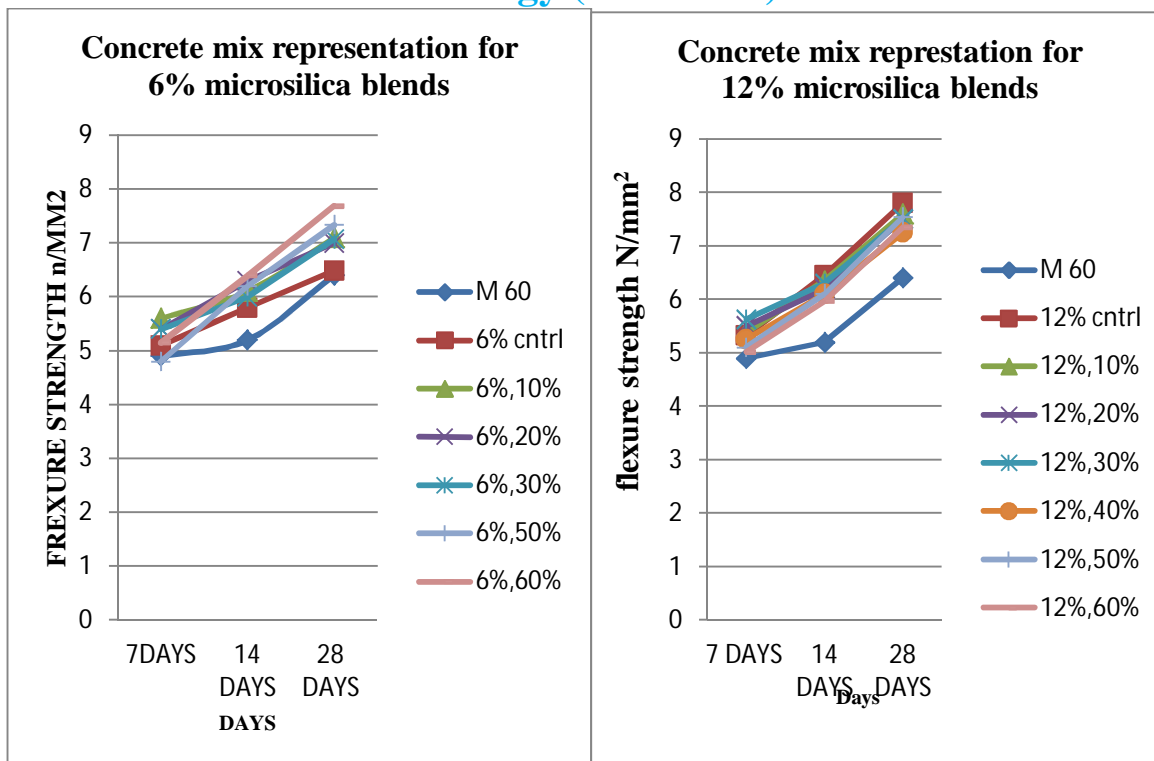 gy (
Concrete mix representation for
6% microsilica blends
FREXURE STRENGTH n/MM2
9
8
7
6
5
4
3
2
1
0
7DAYS
14
DAYS
28
DAYS
DAYS
M 60
6% cntrl
6%,10%
6%,20%
6%,30%
6%,50%
6%,60%
Concrete mix represtation for
12% microsilica blends
flexure strength N/mm²
9
8
7
6
5
4
3
2
1
0
7 DAYS
14
DAYS
28
DAYS
Days
M 60
12% cntrl
12%,10%
12%,20%
12%,30%
12%,40%
12%,50%
12%,60%